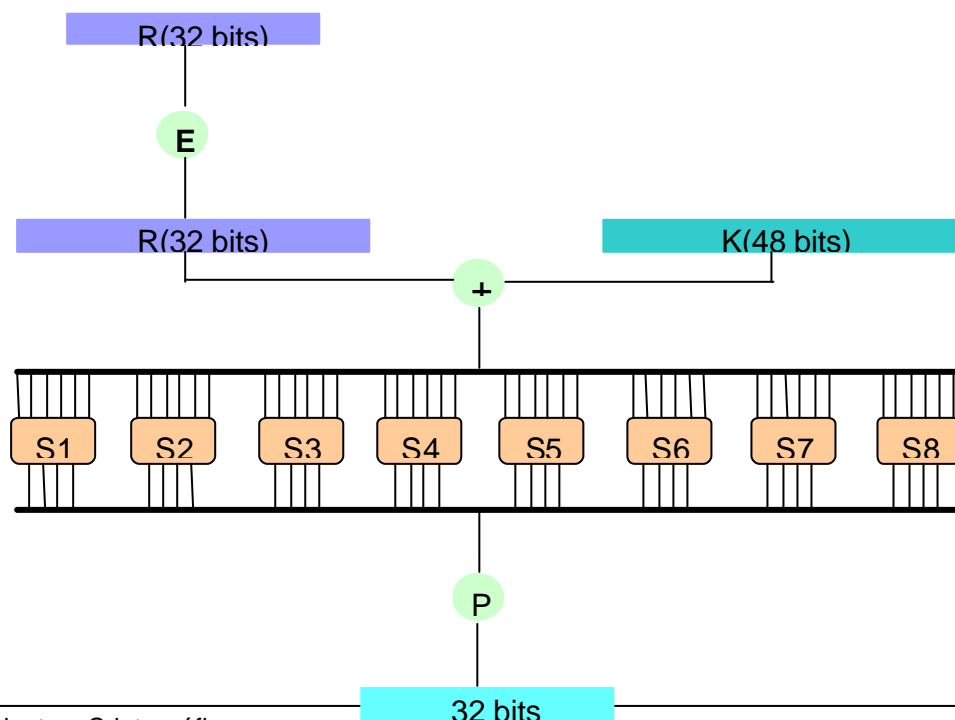 R(32 bits)
E
R(32 bits)
K(48 bits)
+
S1 S2 S3 S4 S5 S6 S7 S8
P
32 bits